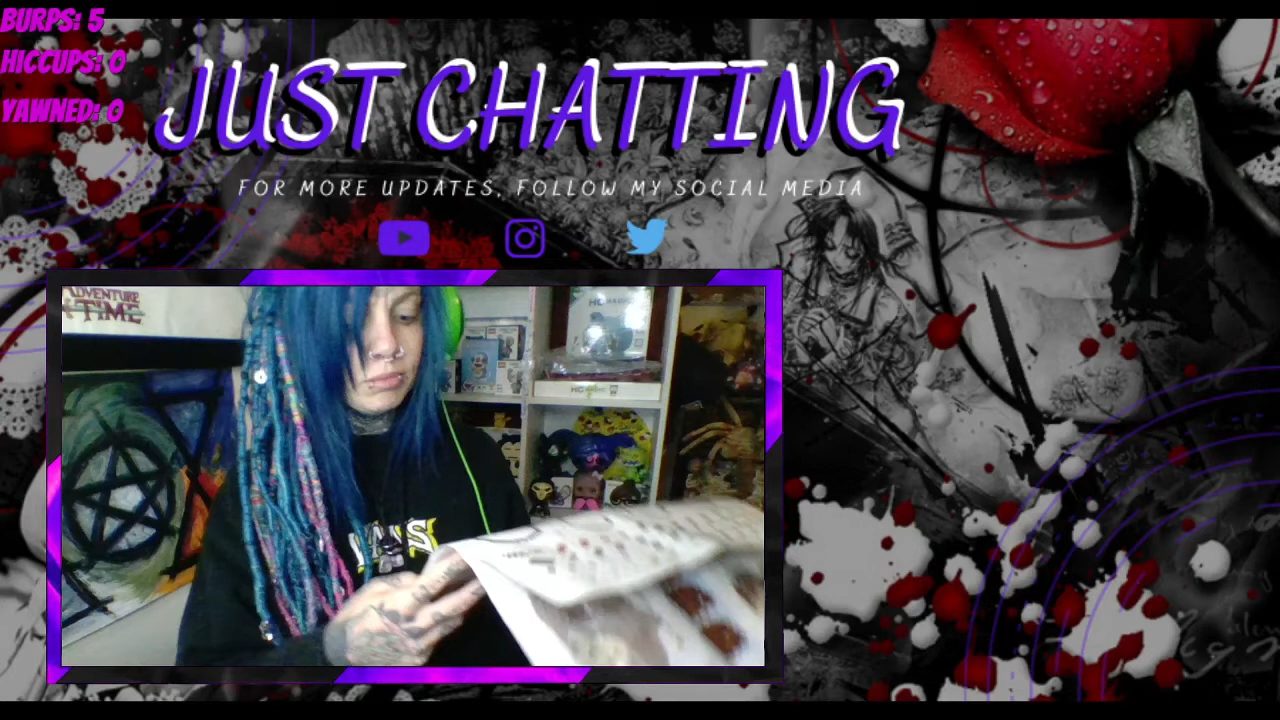 BURPS: 5
HICCUPS: 0
YAWNED: 0
JUST CHATTING
FOR MORE UPDATES, FOLLOW MY SOCIAL MEDIA
ADVENTURE
TIME